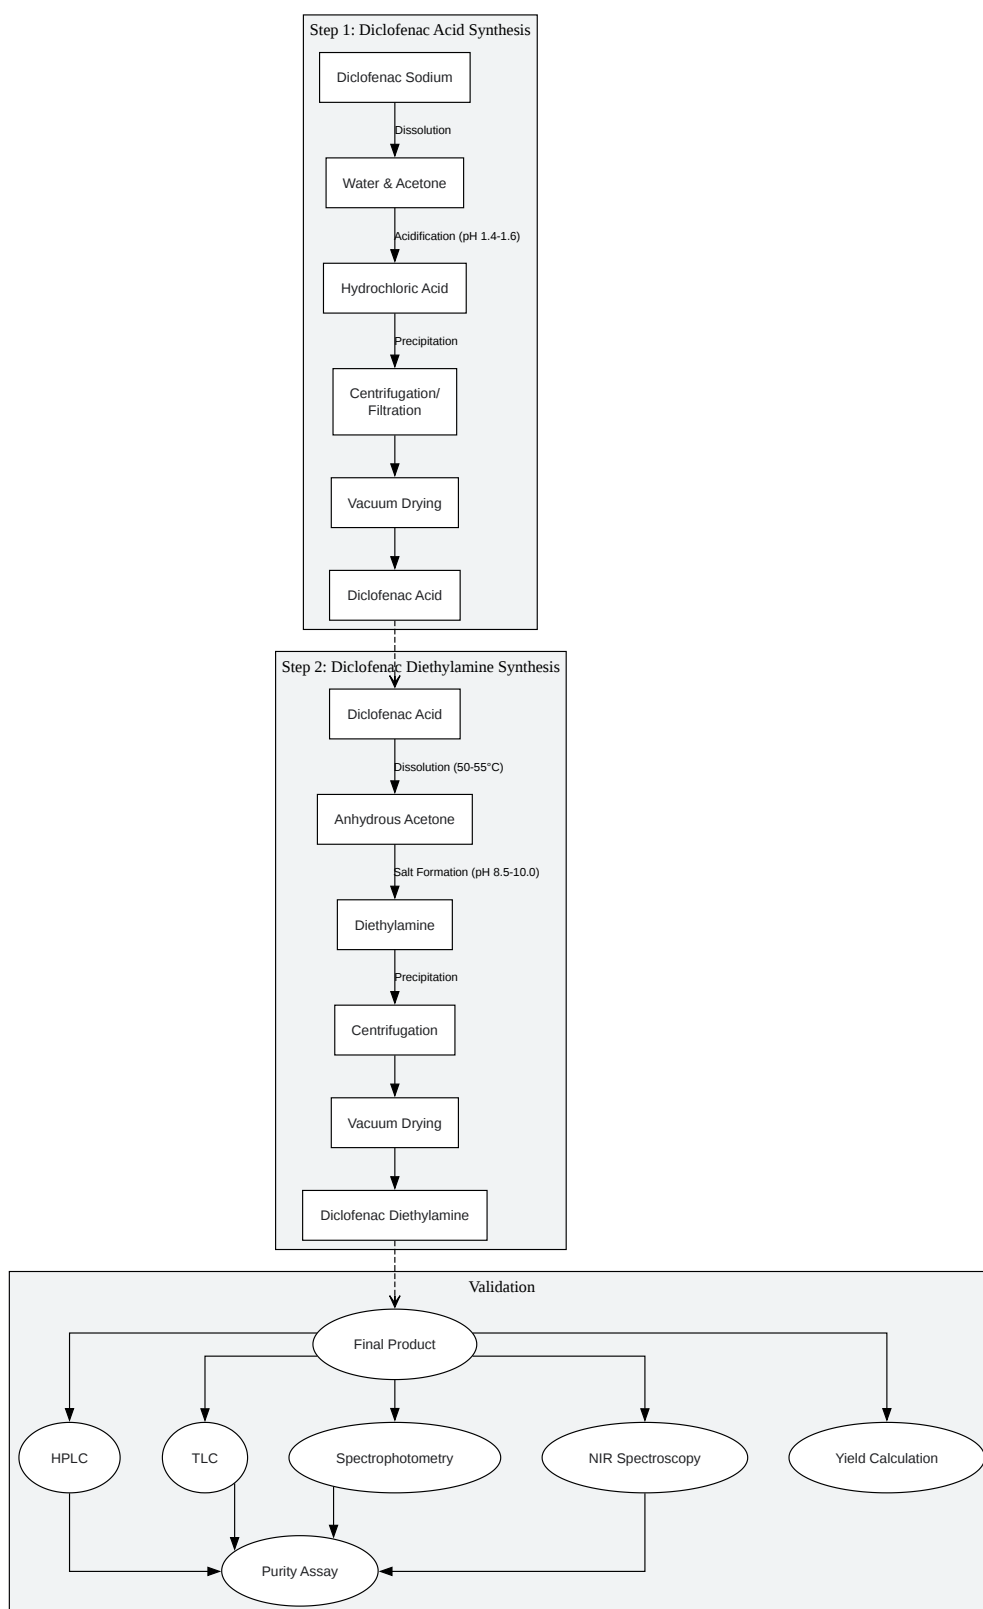 Step 1: Diclofenac Acid Synthesis
Diclofenac Sodium
Dissolution
Water & Acetone
Acidification (pH 1.4-1.6)
Hydrochloric Acid
Precipitation
Centrifugation/
Filtration
Vacuum Drying
Diclofenac Acid
Step 2: Diclofenac Diethylamine Synthesis
Diclofenac Acid
Dissolution (50-55°C)
Anhydrous Acetone
Salt Formation (pH 8.5-10.0)
Diethylamine
Precipitation
Centrifugation
Vacuum Drying
Diclofenac Diethylamine
Validation
Final Product
HPLC
TLC
Spectrophotometry
NIR Spectroscopy
Yield Calculation
Purity Assay